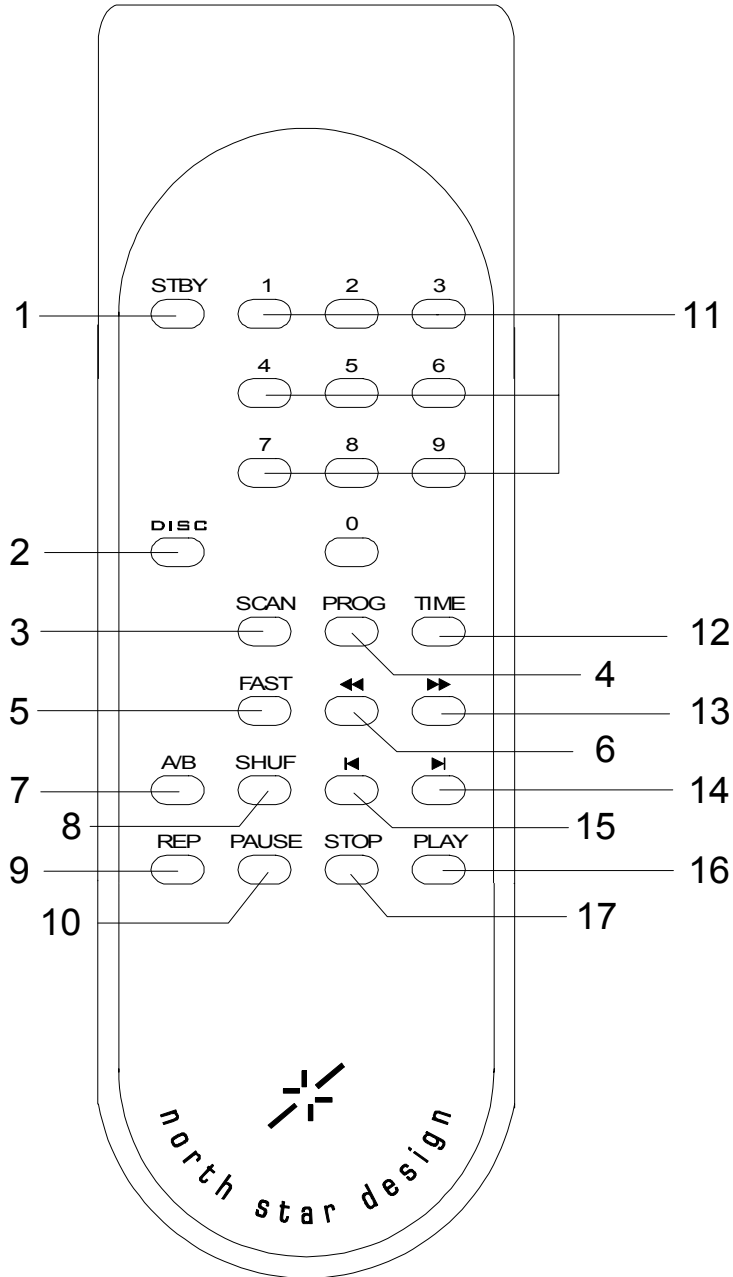 STBY 1 2 3
1 11
4 5 6
7 8 9
DISC 0
2
SCAN PROG TIME
3 12
4
FAST ◀◀ ▶▶
5 13
6
A/B SHUF |◀ ▶|
7 14
8 15
REP PAUSE STOP PLAY
9 16
10 17
north star design